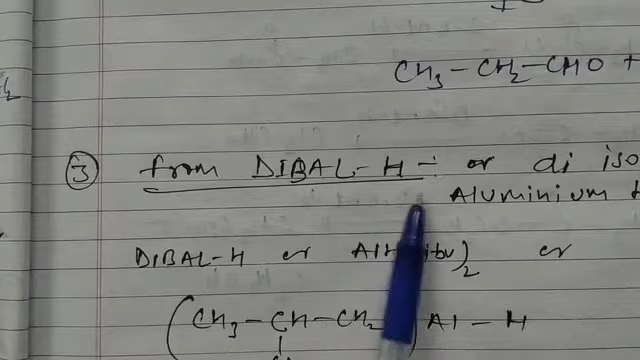 CH3 – CH2 – CHO +
③ from DIBAL-H :- or di iso
Aluminium
DIBAL-H or AlH ibu)2 or
(CH3 – CH – CH2 ) Al – H